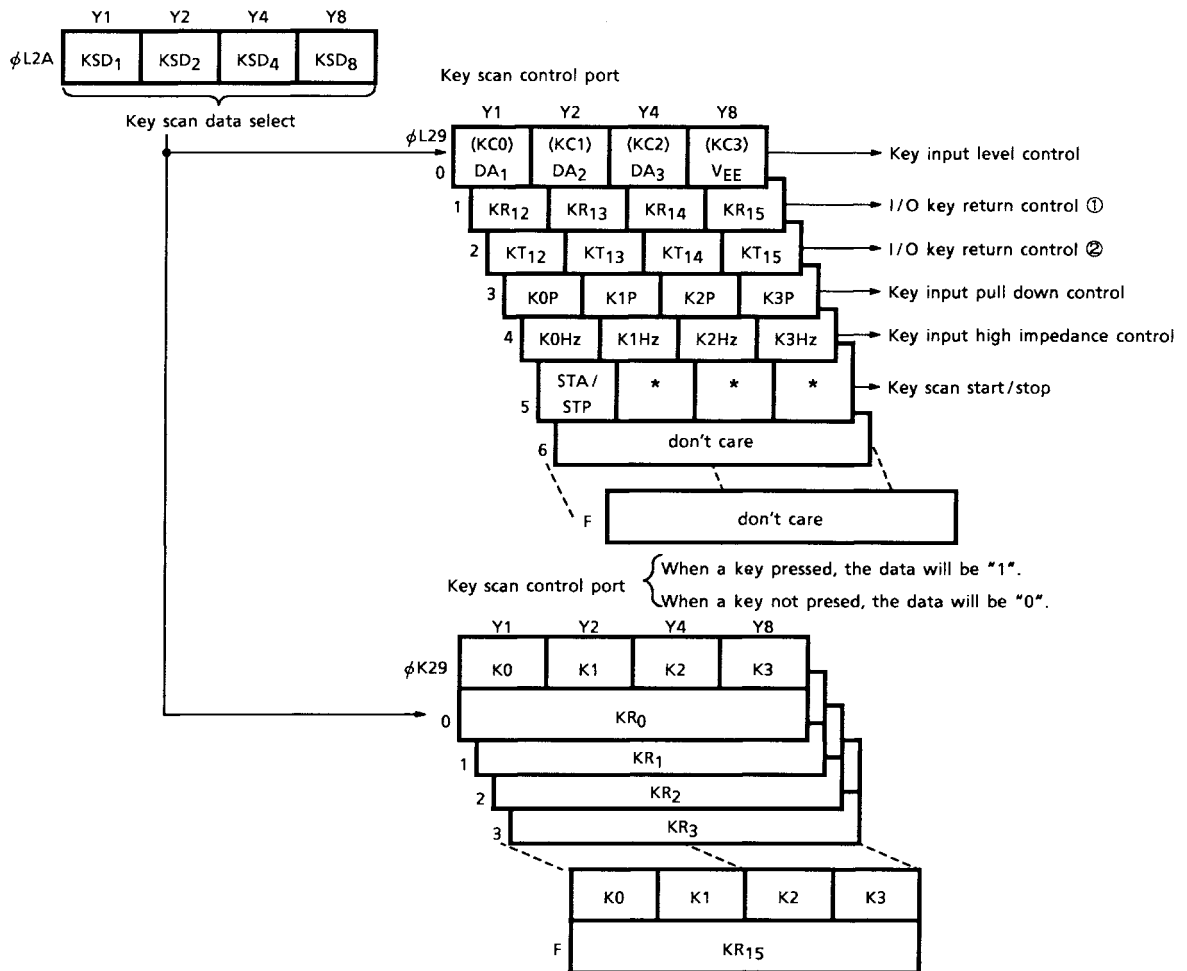 Y1 Y2 Y4 Y8
ϕL2A KSD1 KSD2 KSD4 KSD8
Key scan data select
Key scan control port
Y1 Y2 Y4 Y8
ϕL29 (KC0) (KC1) (KC2) (KC3)
0 DA1 DA2 DA3 VEE Key input level control
1 KR12 KR13 KR14 KR15 I/O key return control ①
2 KT12 KT13 KT14 KT15 I/O key return control ②
3 K0P K1P K2P K3P Key input pull down control
4 K0Hz K1Hz K2Hz K3Hz Key input high impedance control
STA/ * * * Key scan start/stop
5 STP
6 don't care
F don't care
Key scan control port
When a key pressed, the data will be "1".
When a key not presed, the data will be "0".
Y1 Y2 Y4 Y8
ϕK29 K0 K1 K2 K3
0 KR0
1 KR1
2 KR2
3 KR3
K0 K1 K2 K3
F KR15